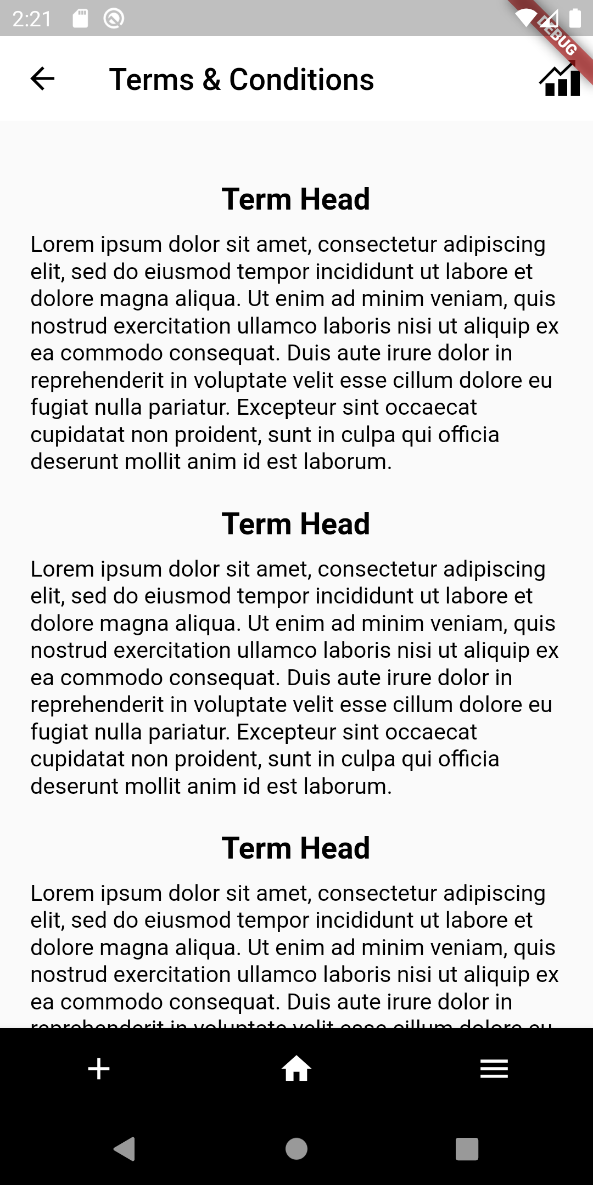 2:21
DEBUG
Terms & Conditions
Term Head
Lorem ipsum dolor sit amet, consectetur adipiscing
elit, sed do eiusmod tempor incididunt ut labore et
dolore magna aliqua. Ut enim ad minim veniam, quis
nostrud exercitation ullamco laboris nisi ut aliquip ex
ea commodo consequat. Duis aute irure dolor in
reprehenderit in voluptate velit esse cillum dolore eu
fugiat nulla pariatur. Excepteur sint occaecat
cupidatat non proident, sunt in culpa qui officia
deserunt mollit anim id est laborum.
Term Head
Lorem ipsum dolor sit amet, consectetur adipiscing
elit, sed do eiusmod tempor incididunt ut labore et
dolore magna aliqua. Ut enim ad minim veniam, quis
nostrud exercitation ullamco laboris nisi ut aliquip ex
ea commodo consequat. Duis aute irure dolor in
reprehenderit in voluptate velit esse cillum dolore eu
fugiat nulla pariatur. Excepteur sint occaecat
cupidatat non proident, sunt in culpa qui officia
deserunt mollit anim id est laborum.
Term Head
Lorem ipsum dolor sit amet, consectetur adipiscing
elit, sed do eiusmod tempor incididunt ut labore et
dolore magna aliqua. Ut enim ad minim veniam, quis
nostrud exercitation ullamco laboris nisi ut aliquip ex
ea commodo consequat. Duis aute irure dolor in
reprehenderit in voluptate velit esse cillum dolore eu